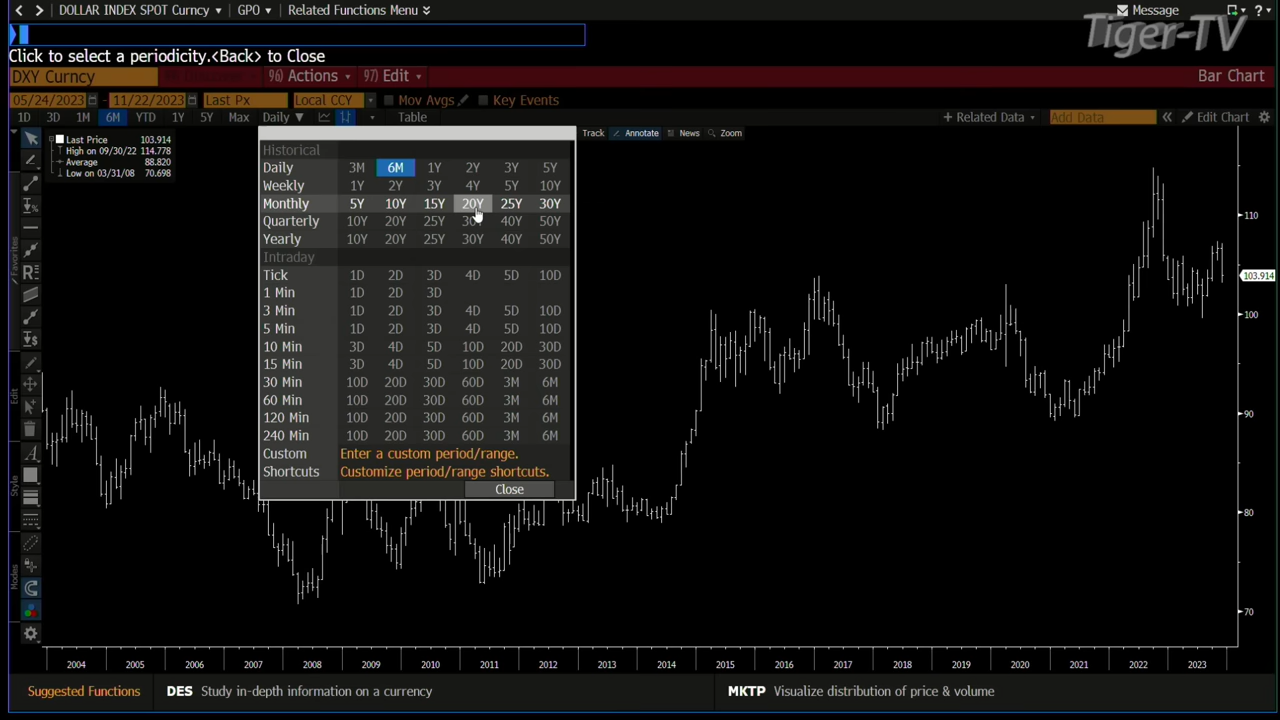 DOLLAR INDEX SPOT Curncy GPO Related Functions Menu Message
Tiger-TV
Click to select a periodicity.<Back> to Close
DXY Curncy 96) Actions 97) Edit Bar Chart
05/24/2023 - 11/22/2023 Last Px Local CCY Mov Avgs Key Events
1D 3D 1M 6M YTD 1Y 5Y Max Daily ▼ Table + Related Data Add Data « Edit Chart
Track Annotate News Zoom
Last Price 103.914
High on 09/30/22 114.778
Average 88.820
Low on 03/31/08 70.698
Historical
Daily 3M 6M 1Y 2Y 3Y 5Y
Weekly 1Y 2Y 3Y 4Y 5Y 10Y
Monthly 5Y 10Y 15Y 20Y 25Y 30Y
Quarterly 10Y 20Y 25Y 30Y 40Y 50Y
Yearly 10Y 20Y 25Y 30Y 40Y 50Y
Intraday
Tick 1D 2D 3D 4D 5D 10D
1 Min 1D 2D 3D
3 Min 1D 2D 3D 4D 5D 10D
5 Min 1D 2D 3D 4D 5D 10D
10 Min 3D 4D 5D 10D 20D 30D
15 Min 3D 4D 5D 10D 20D 30D
30 Min 10D 20D 30D 60D 3M 6M
60 Min 10D 20D 30D 60D 3M 6M
120 Min 10D 20D 30D 60D 3M 6M
240 Min 10D 20D 30D 60D 3M 6M
Custom Enter a custom period/range.
Shortcuts Customize period/range shortcuts.
Close
Favorites
Edit
Style
Modes
110
103.914
100
90
80
70
2004 2005 2006 2007 2008 2009 2010 2011 2012 2013 2014 2015 2016 2017 2018 2019 2020 2021 2022 2023
Suggested Functions DES Study in-depth information on a currency MKTP Visualize distribution of price & volume